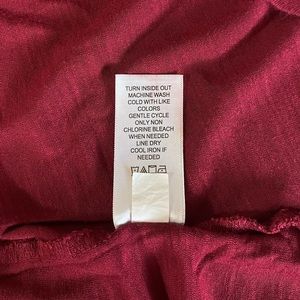 TURN INSIDE OUT
MACHINE WASH
COLD WITH LIKE
COLORS
GENTLE CYCLE
ONLY NON
CHLORINE BLEACH
WHEN NEEDED
LINE DRY
COOL IRON IF
NEEDED